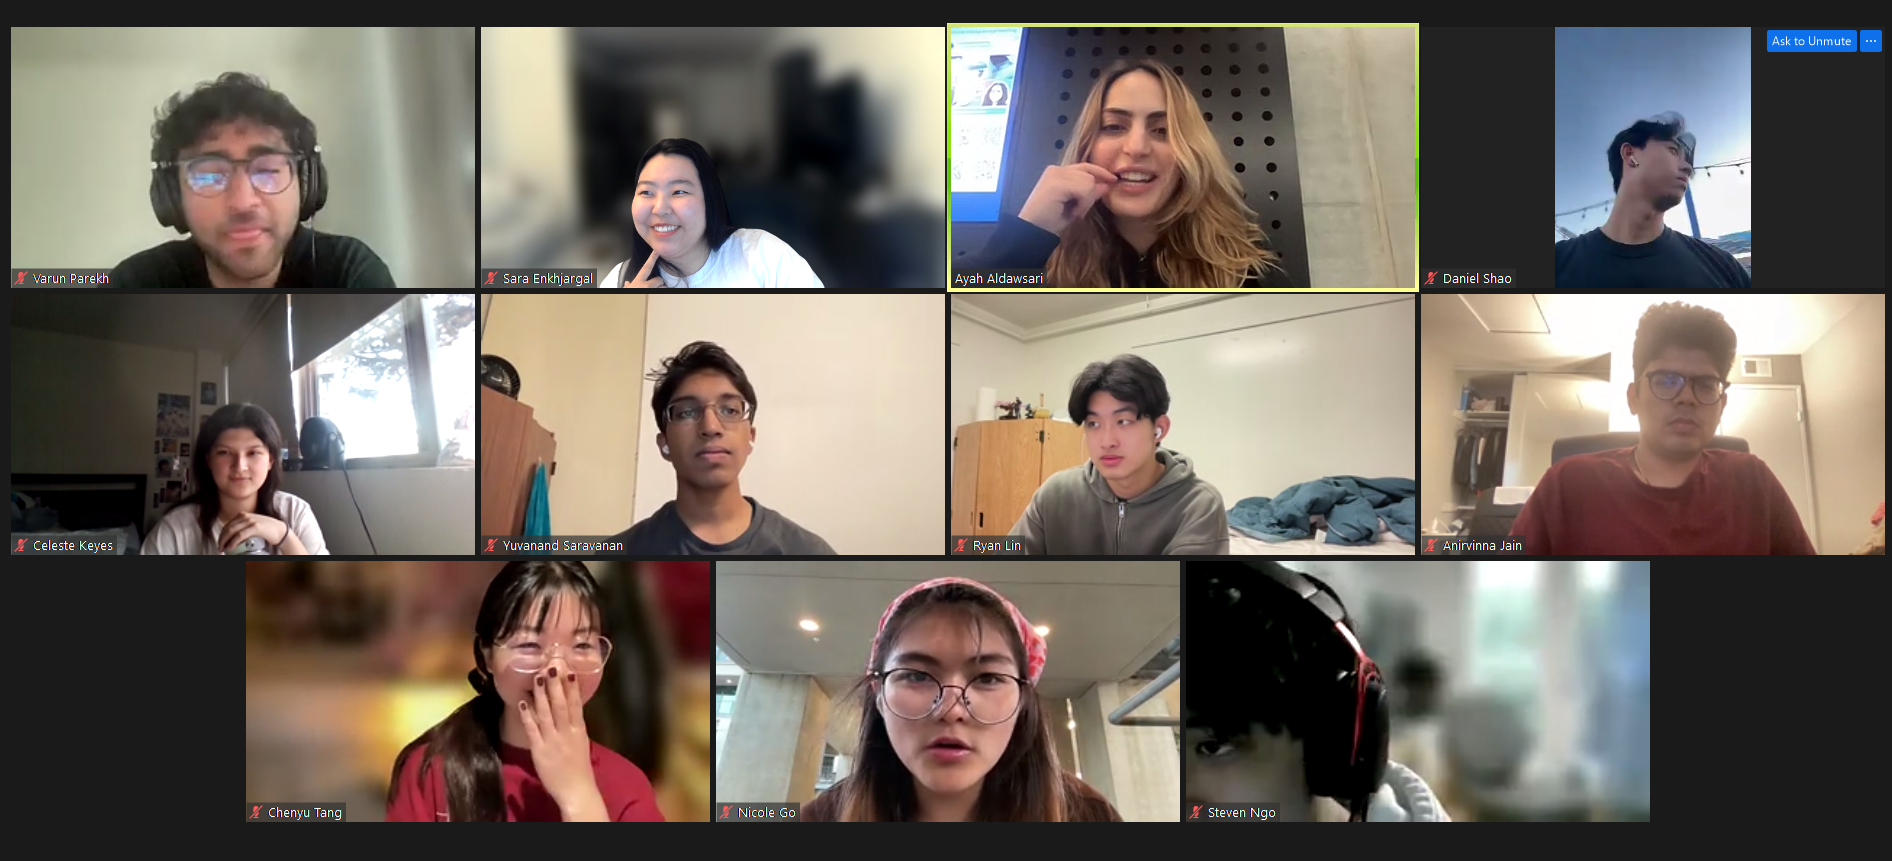 Ask to Unmute
Varun Parekh
Sara Enkhjargal
Ayah Aldawsari
Daniel Shao
Celeste Keyes
Yuvanand Saravanan
Ryan Lin
Anirvinna Jain
Chenyu Tang
Nicole Go
Steven Ngo